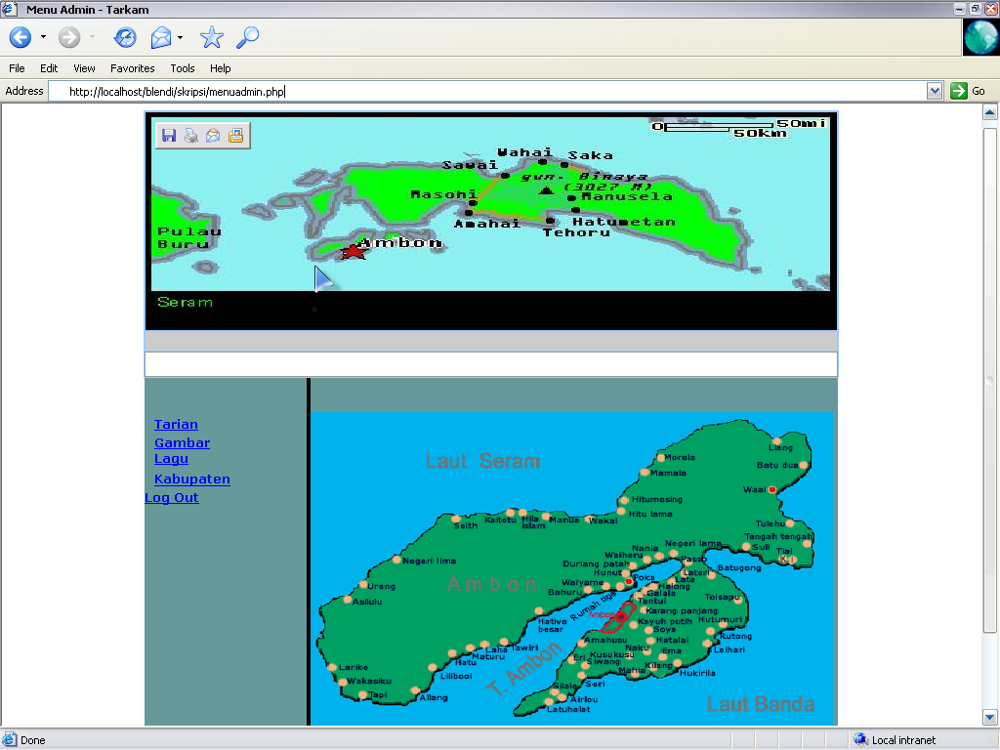 Menu Admin - Tarkam
File Edit View Favorites Tools Help
Address http://localhost/blendi/skripsi/menuadmin.php Go
0 50mi
50km
Wahai
Saka
Sawai
gun. Binaya
(3027 M)
Masohi
Manusela
Amahai
Hatumetan
Tehoru
Pulau
Buru
Ambon
Seram
Tarian
Gambar
Lagu
Kabupaten
Log Out
Laut Seram
Liang
Morela
Batu dua
Mamala
Waai
Hitumesing
Hitu lama
Seith
Kaitetu
Hila
islam
Manua
Wakal
Tulehu
Tengah tengah
Nania
Negeri lama
Suli
Tial
Waiheru
Passo
Negeri lima
Durian patah
Batugong
Hunut
Poka
Lateri
Lata
Ambon
Waiyame
Halong
Ureng
Bahuru
Galala
Rumah tiga
Tantui
Toisapu
Asilulu
Ambon
Karang panjang
Hative
besar
Kayuh putih
Hutumuri
Soya
Rutong
Amahusu
Hatalai
Leihari
Laha
Tawiri
Naku
Ema
Hatu
Maturu
T. Ambon
Eri
Kusukusu
Siwang
Kilang
Mahia
Hukirila
Larike
Lilibooi
Wakasiku
Seri
Silale
Tapi
Allang
Airlou
Latuhalat
Laut Banda
Done
Local intranet